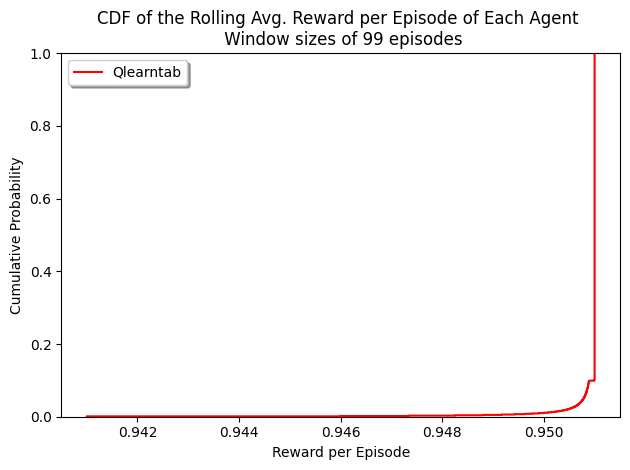 CDF of the Rolling Avg. Reward per Episode of Each Agent
Window sizes of 99 episodes
Qlearntab
Cumulative Probability
1.0
0.8
0.6
0.4
0.2
0.0
0.942 0.944 0.946 0.948 0.950
Reward per Episode